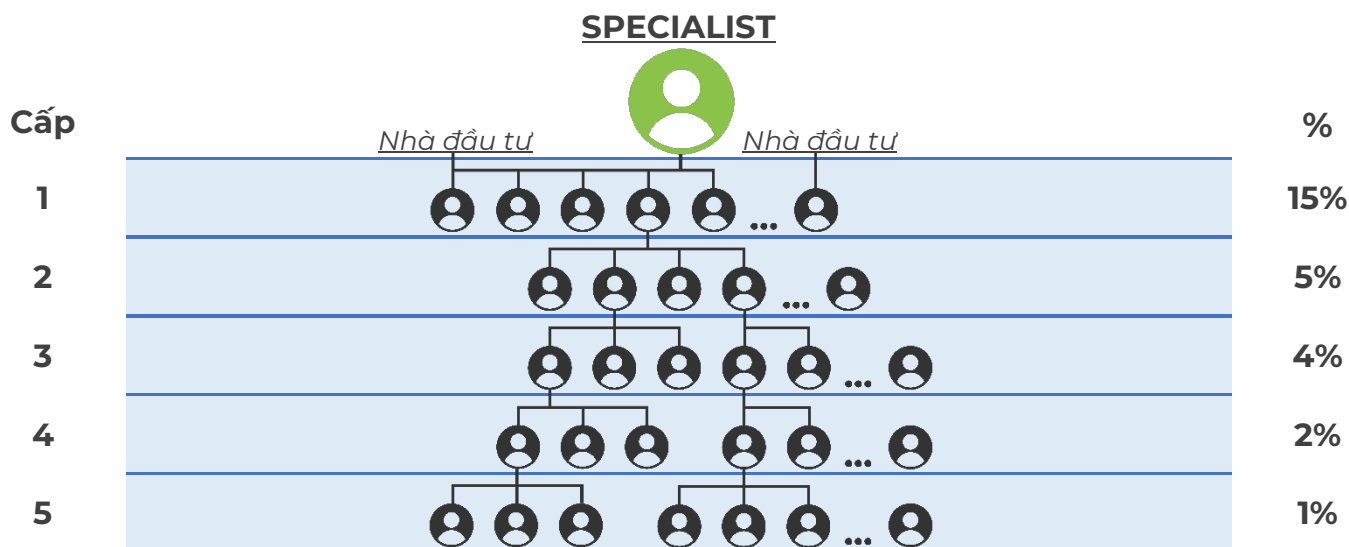 SPECIALIST
Cấp
Nhà đầu tư
Nhà đầu tư
%
1
15%
2
5%
3
4%
4
2%
5
1%